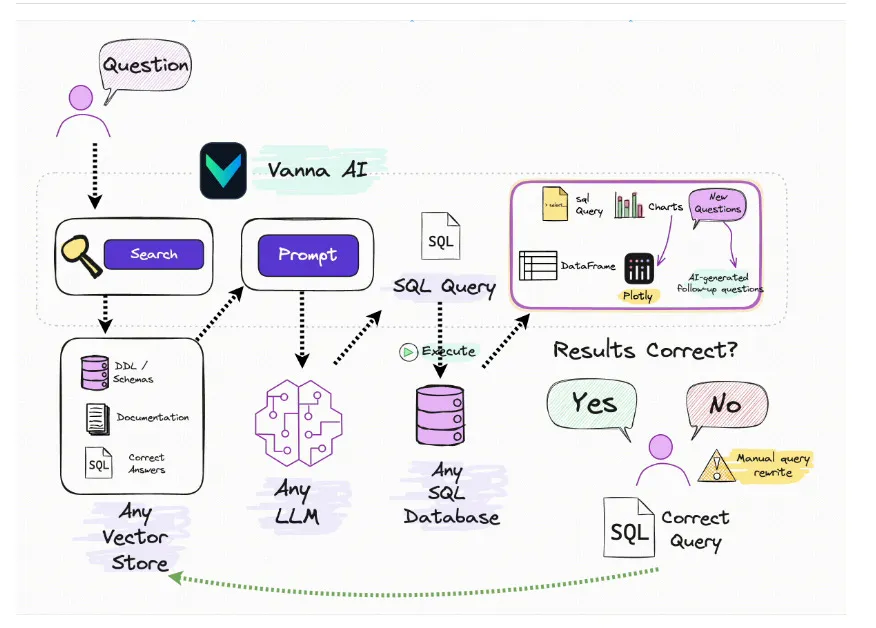 Question
Vanna AI
Search
Prompt
SQL
SQL Query
sql
Query
Charts
New
Questions
DataFrame
Plotly
AI-generated
follow-up questions
DDL /
Schemas
Documentation
SQL
Correct
Answers
Any
Vector
Store
Any
LLM
Execute
Any
SQL
Database
Results Correct?
Yes
No
Manual query
rewrite
SQL
Correct
Query